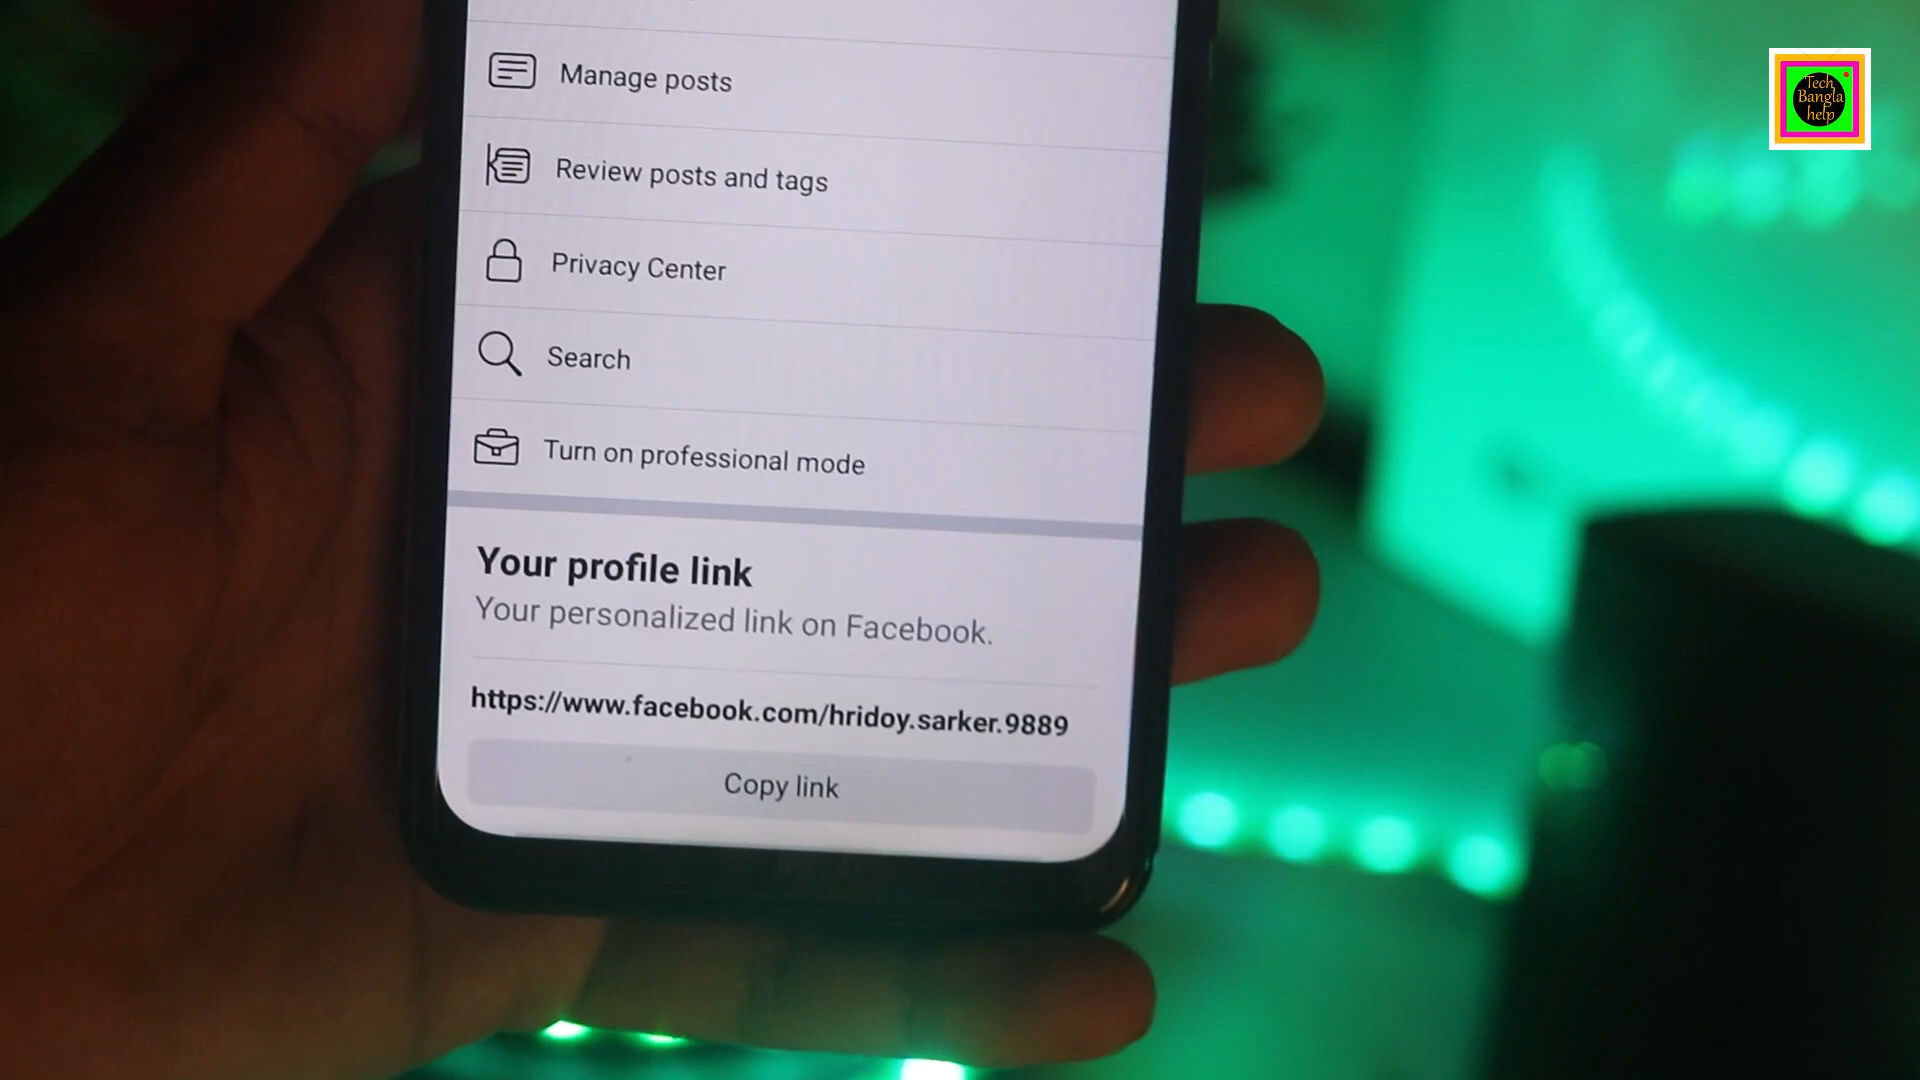 Manage posts
Review posts and tags
Privacy Center
Search
Turn on professional mode
Your profile link
Your personalized link on Facebook.
https://www.facebook.com/hridoy.sarker.9889
Copy link
Tech
Bangla
help